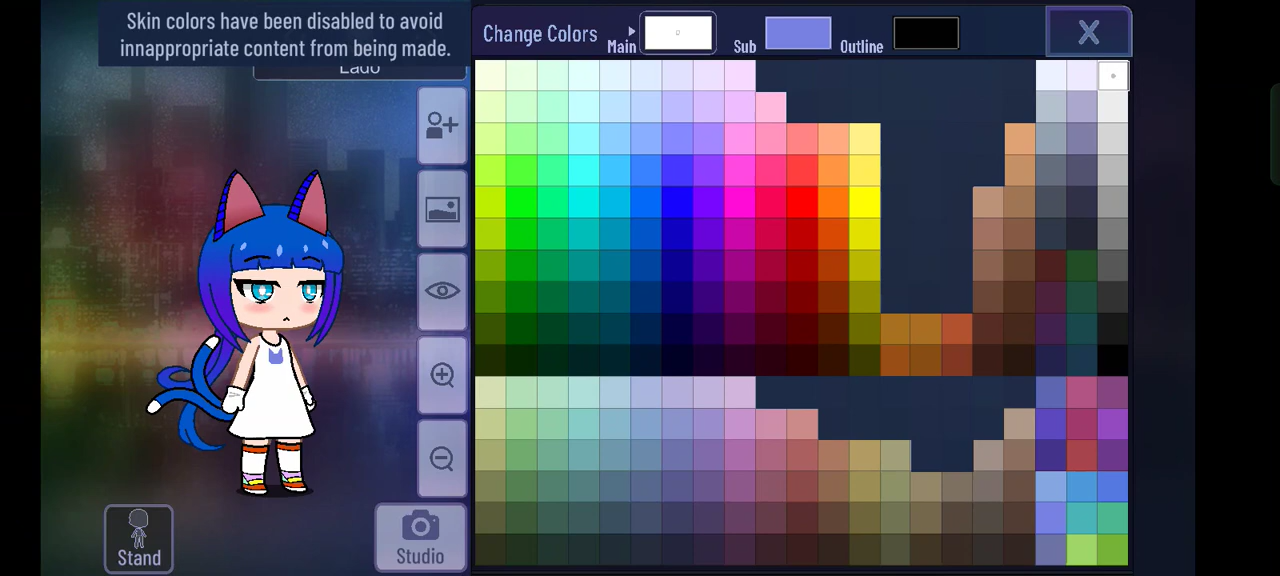 Skin colors have been disabled to avoid
innappropriate content from being made.
Lado
Change Colors
Main
Sub
Outline
X
Stand
Studio